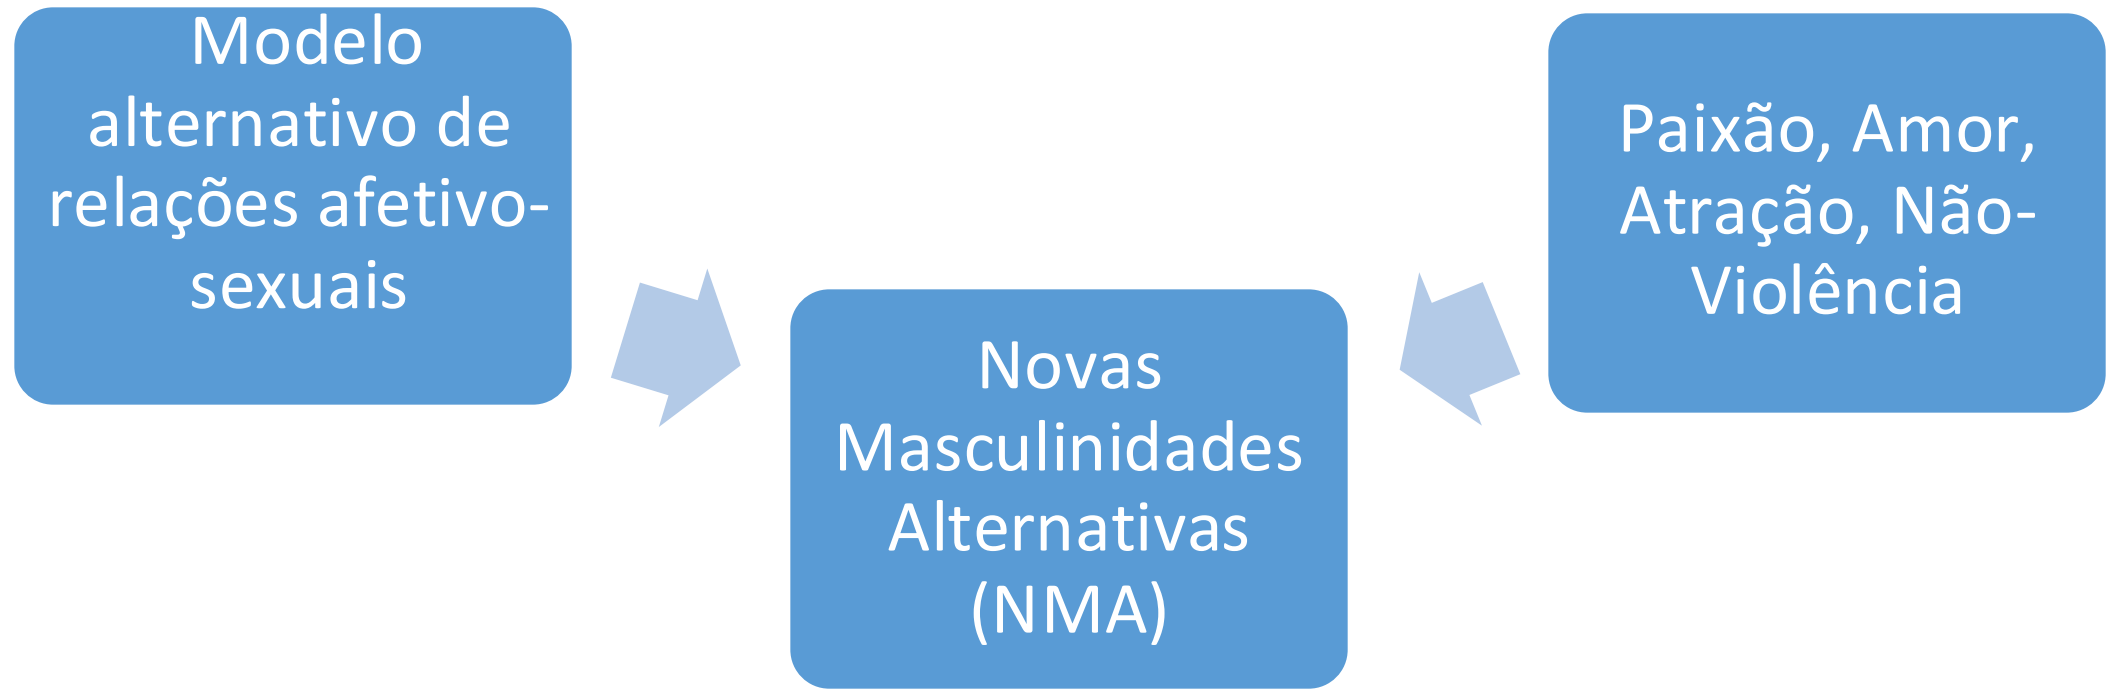 Modelo
alternativo de
relações afetivo-
sexuais
Paixão, Amor,
Atração, Não-
Violência
Novas
Masculinidades
Alternativas
(NMA)